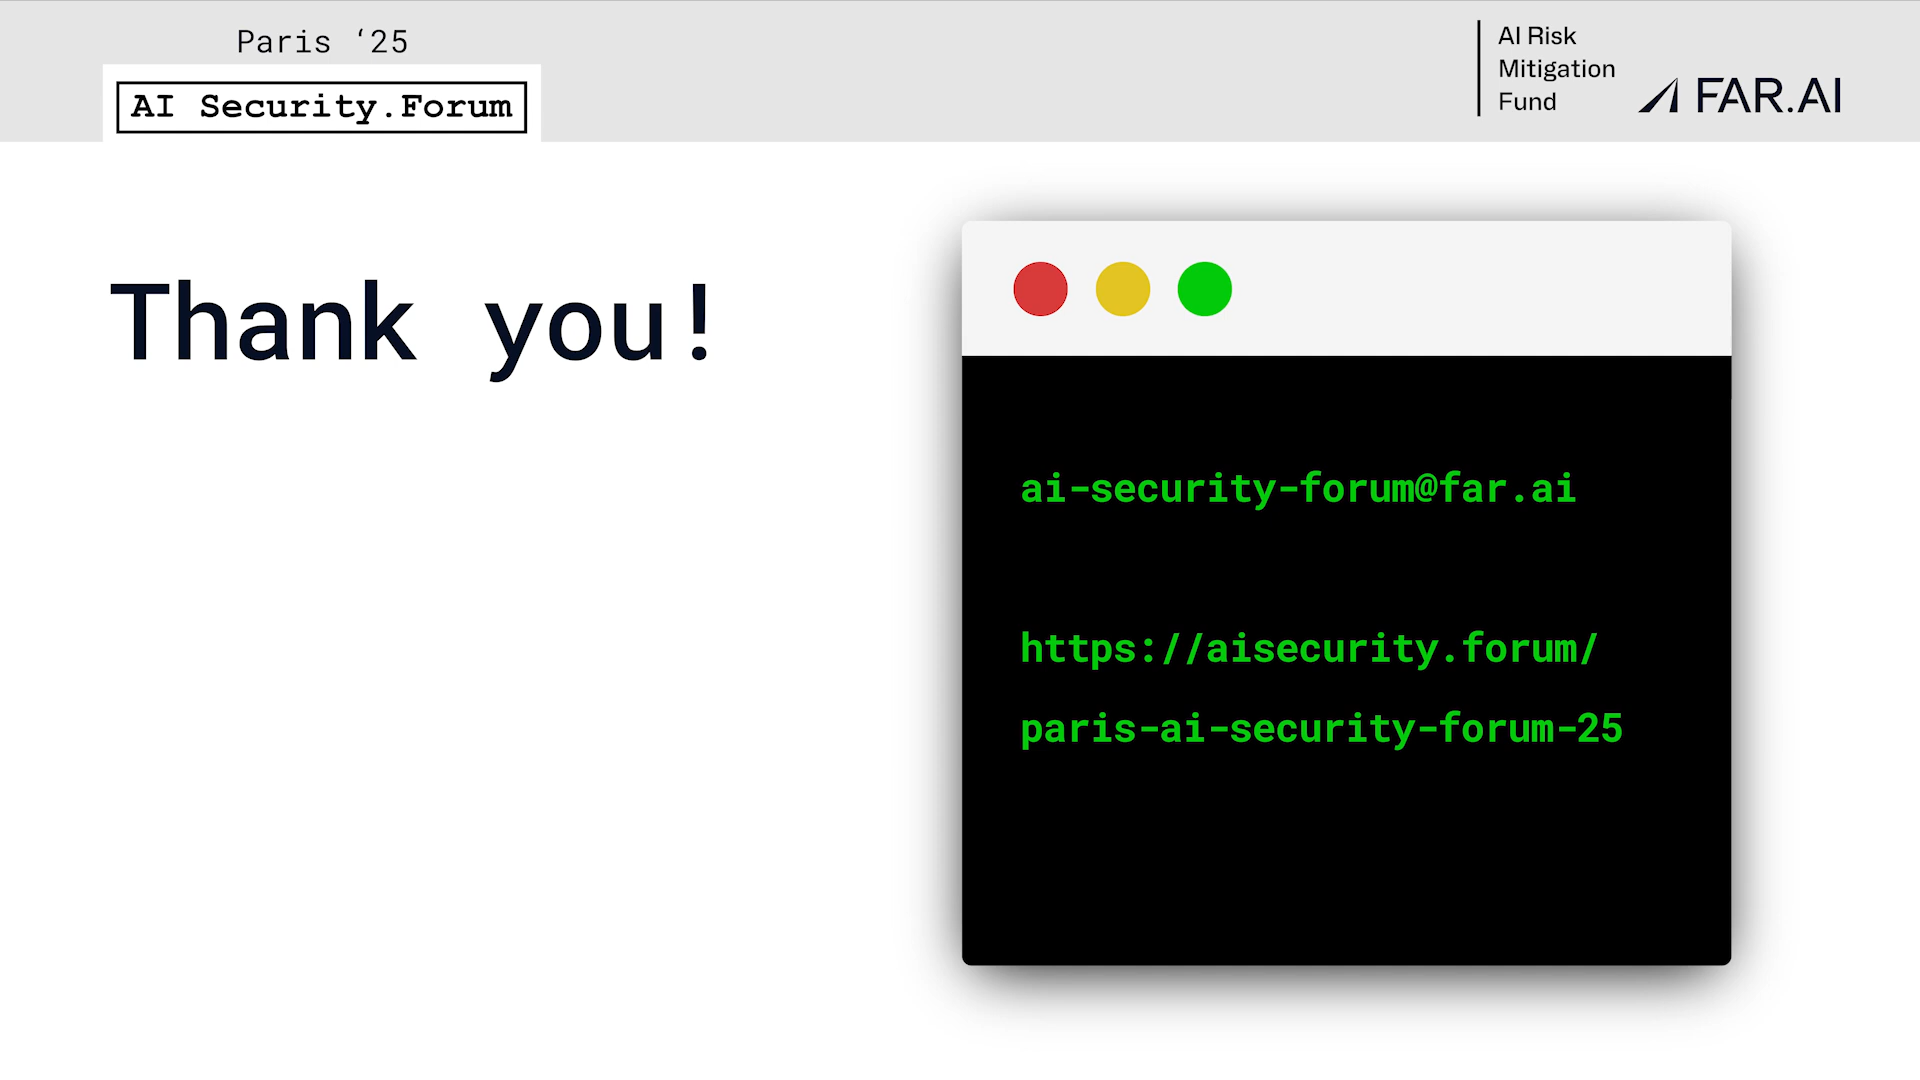 Paris ‘25
AI Security.Forum
AI Risk
Mitigation
Fund
FAR.AI
Thank you!
ai-security-forum@far.ai
https://aisecurity.forum/
paris-ai-security-forum-25